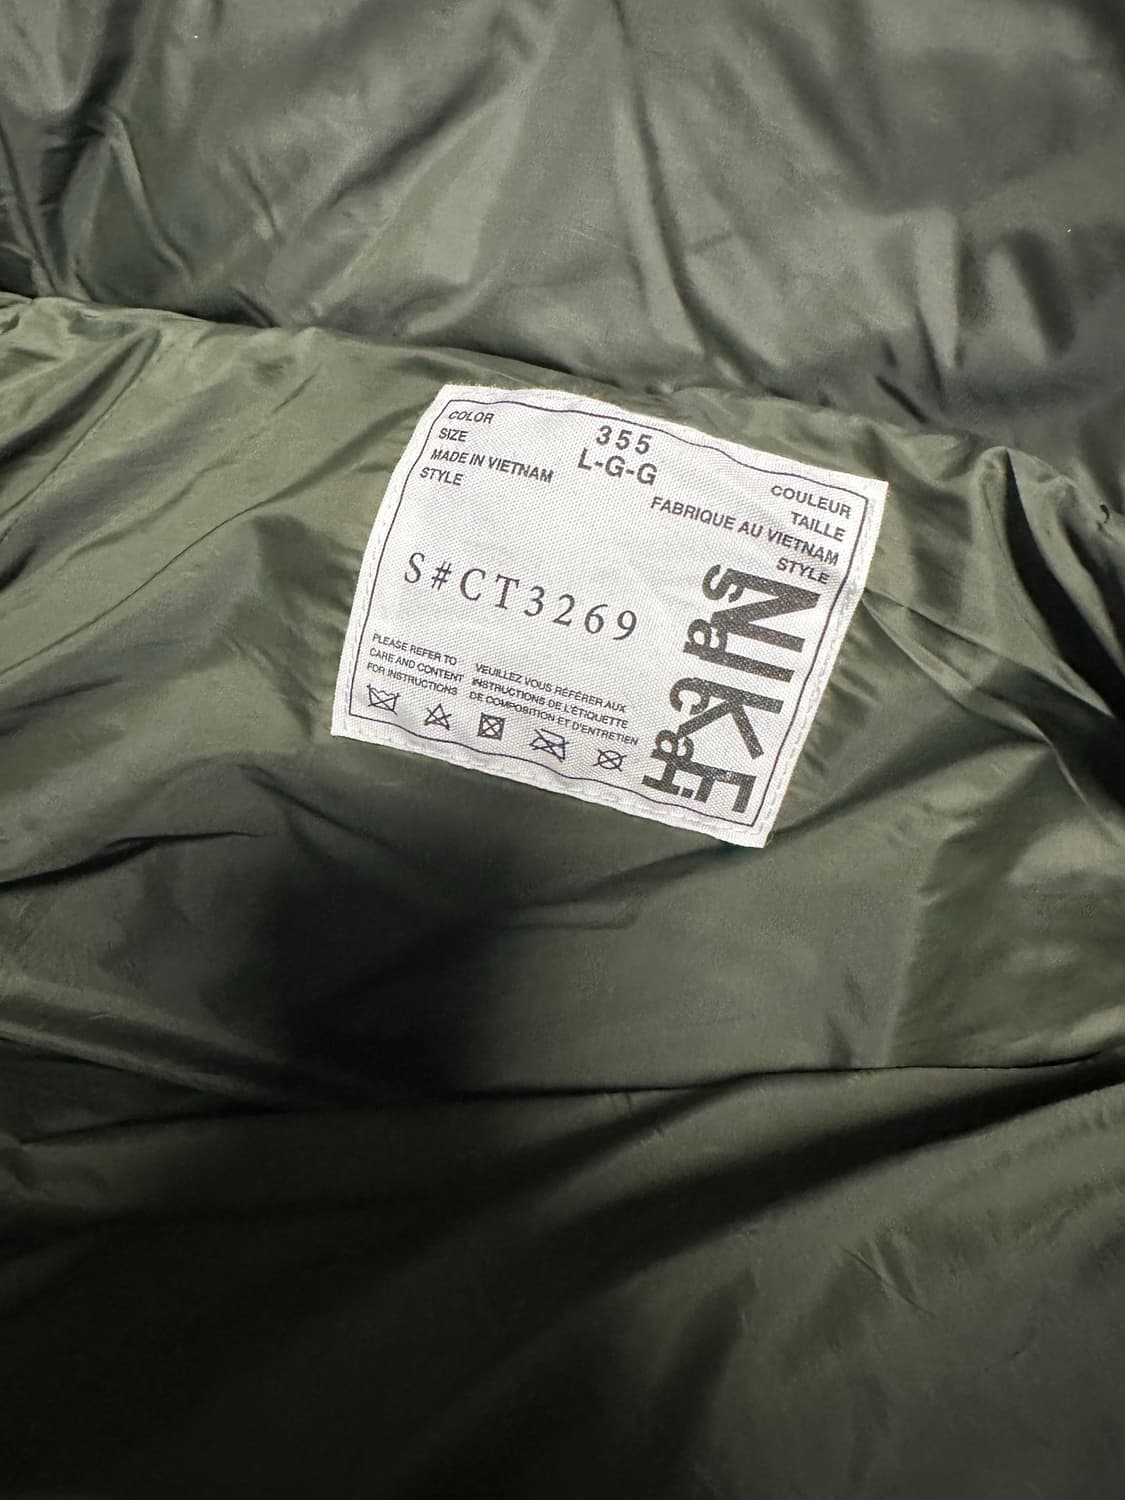 COLOR 355 COULEUR
SIZE L-G-G TAILLE
MADE IN VIETNAM FABRIQUE AU VIETNAM
STYLE STYLE
S#CT3269
PLEASE REFER TO
CARE AND CONTENT
FOR INSTRUCTIONS
VEUILLEZ VOUS RÉFÉRER AUX
INSTRUCTIONS DE L'ÉTIQUETTE
DE COMPOSITION ET D'ENTRETIEN
NIKE
sacai